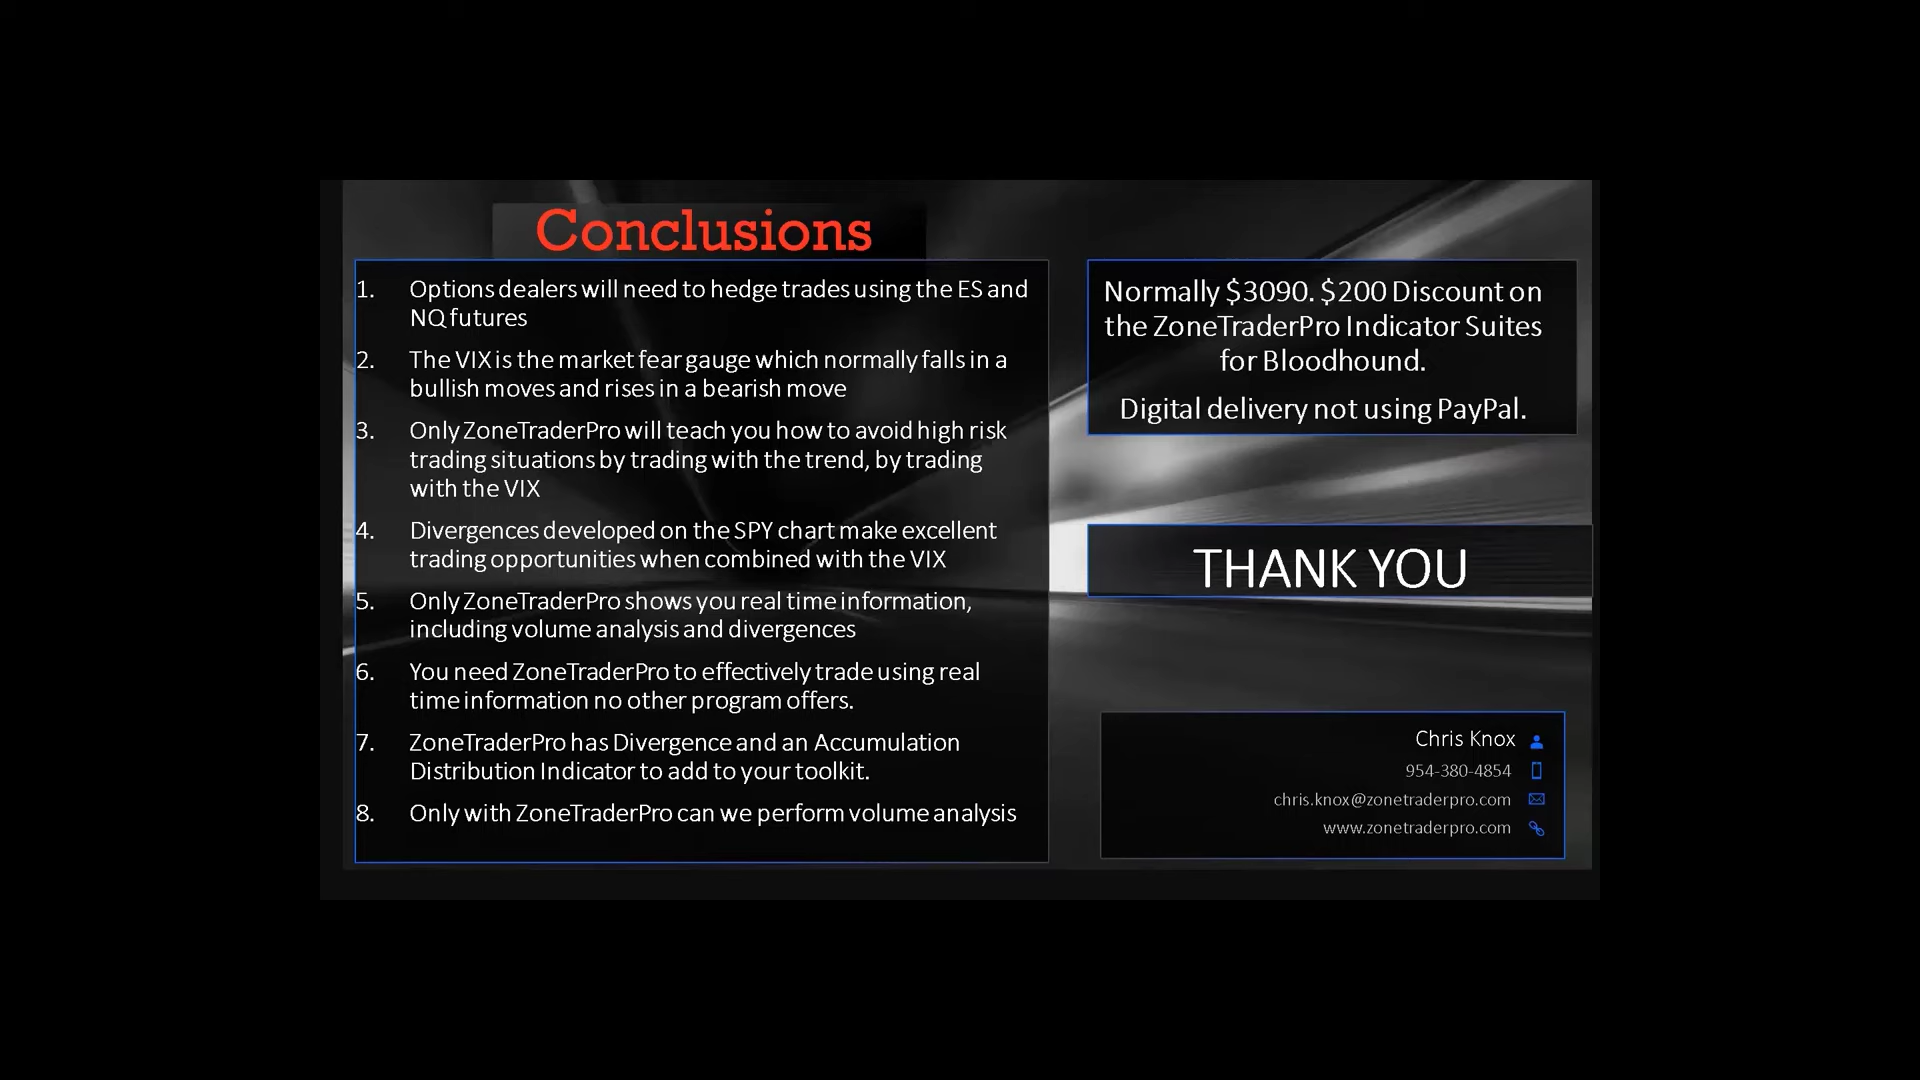 Conclusions
1. Options dealers will need to hedge trades using the ES and
NQ futures
2. The VIX is the market fear gauge which normally falls in a
bullish moves and rises in a bearish move
3. Only ZoneTraderPro will teach you how to avoid high risk
trading situations by trading with the trend, by trading
with the VIX
4. Divergences developed on the SPY chart make excellent
trading opportunities when combined with the VIX
5. Only ZoneTraderPro shows you real time information,
including volume analysis and divergences
6. You need ZoneTraderPro to effectively trade using real
time information no other program offers.
7. ZoneTraderPro has Divergence and an Accumulation
Distribution Indicator to add to your toolkit.
8. Only with ZoneTraderPro can we perform volume analysis
Normally $3090. $200 Discount on
the ZoneTraderPro Indicator Suites
for Bloodhound.
Digital delivery not using PayPal.
THANK YOU
Chris Knox
954-380-4854
chris.knox@zonetraderpro.com
www.zonetraderpro.com